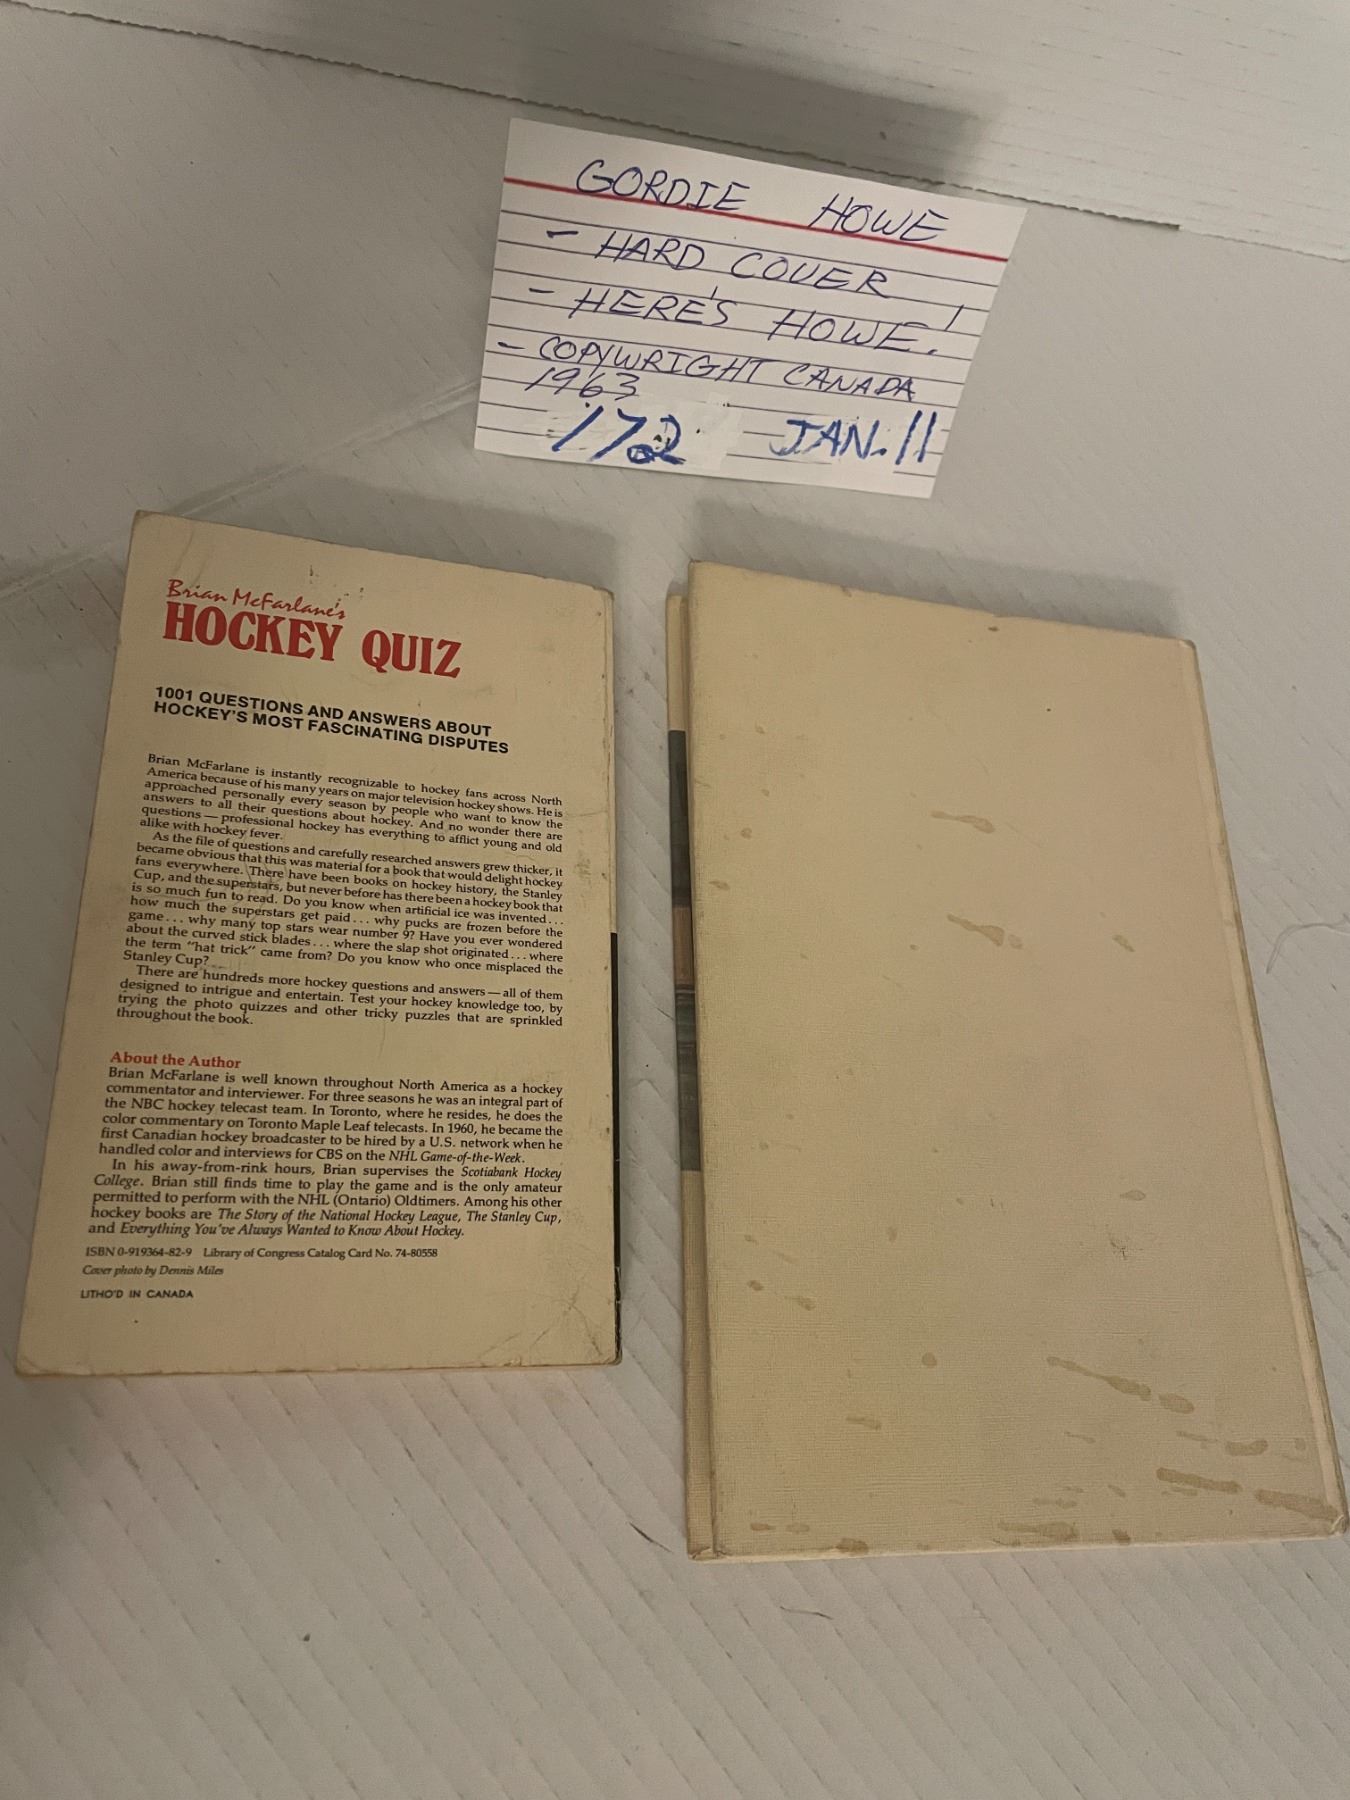 GORDIE HOWE
- HARD COVER
- HERE'S HOWE!
- COPYWRIGHT CANADA
1963
172 JAN. 11
Brian McFarlane's
HOCKEY QUIZ
1001 QUESTIONS AND ANSWERS ABOUT
HOCKEY'S MOST FASCINATING DISPUTES
Brian McFarlane is instantly recognizable to hockey fans across North
America because of his many years on major television hockey shows. He is
approached personally every season by people who want to know the
answers to all their questions about hockey. And no wonder there are
questions — professional hockey has everything to afflict young and old
alike with hockey fever.
As the file of questions and carefully researched answers grew thicker, it
became obvious that this was material for a book that would delight hockey
fans everywhere. There have been books on hockey history, the Stanley
Cup, and the superstars, but never before has there been a hockey book that
is so much fun to read. Do you know when artificial ice was invented...
how much the superstars get paid... why pucks are frozen before the
game... why many top stars wear number 9? Have you ever wondered
about the curved stick blades... where the slap shot originated... where
the term "hat trick" came from? Do you know who once misplaced the
Stanley Cup?
There are hundreds more hockey questions and answers — all of them
designed to intrigue and entertain. Test your hockey knowledge too, by
trying the photo quizzes and other tricky puzzles that are sprinkled
throughout the book.
About the Author
Brian McFarlane is well known throughout North America as a hockey
commentator and interviewer. For three seasons he was an integral part of
the NBC hockey telecast team. In Toronto, where he resides, he does the
color commentary on Toronto Maple Leaf telecasts. In 1960, he became the
first Canadian hockey broadcaster to be hired by a U.S. network when he
handled color and interviews for CBS on the NHL Game-of-the-Week.
In his away-from-rink hours, Brian supervises the Scotiabank Hockey
College. Brian still finds time to play the game and is the only amateur
permitted to perform with the NHL (Ontario) Oldtimers. Among his other
hockey books are The Story of the National Hockey League, The Stanley Cup,
and Everything You've Always Wanted to Know About Hockey.
ISBN 0-919364-82-9 Library of Congress Catalog Card No. 74-80558
Cover photo by Dennis Miles
LITHO'D IN CANADA